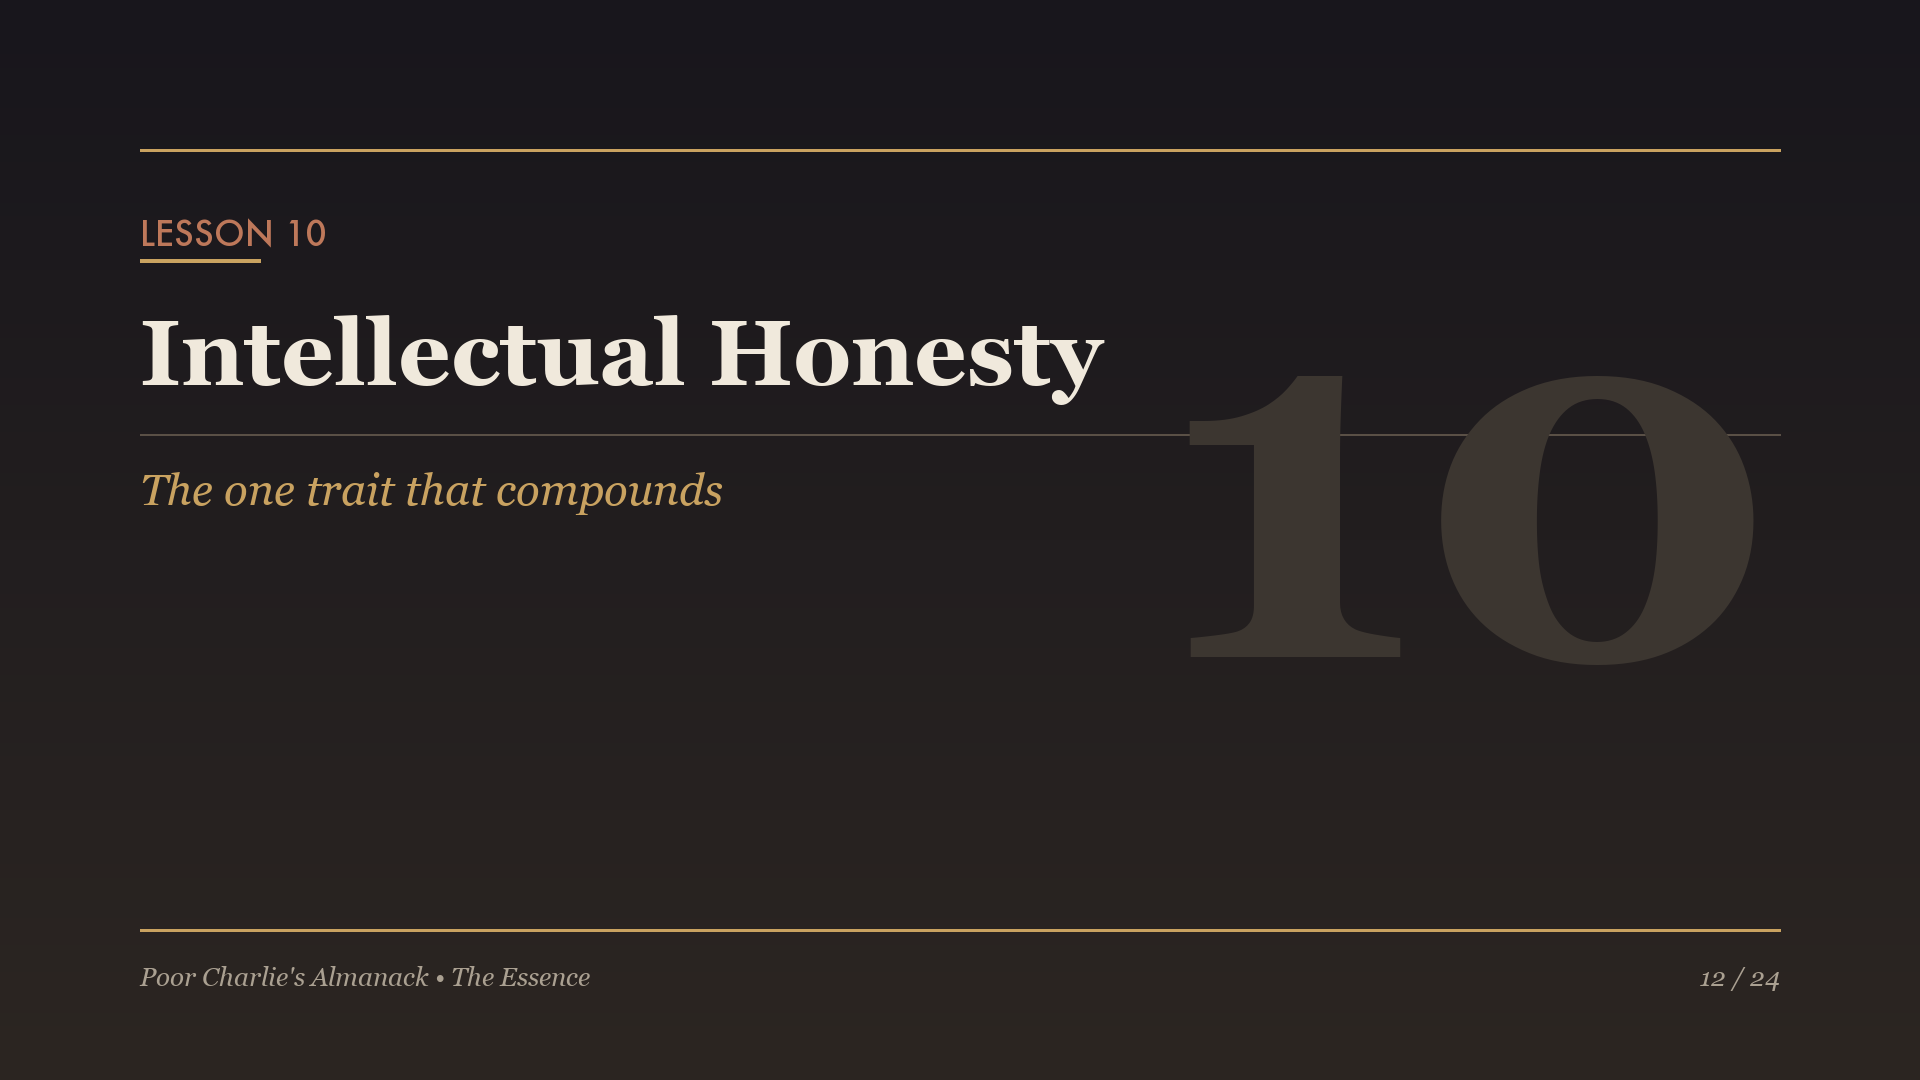 LESSON 10
Intellectual Honesty
10
The one trait that compounds
Poor Charlie's Almanack • The Essence
12 / 24